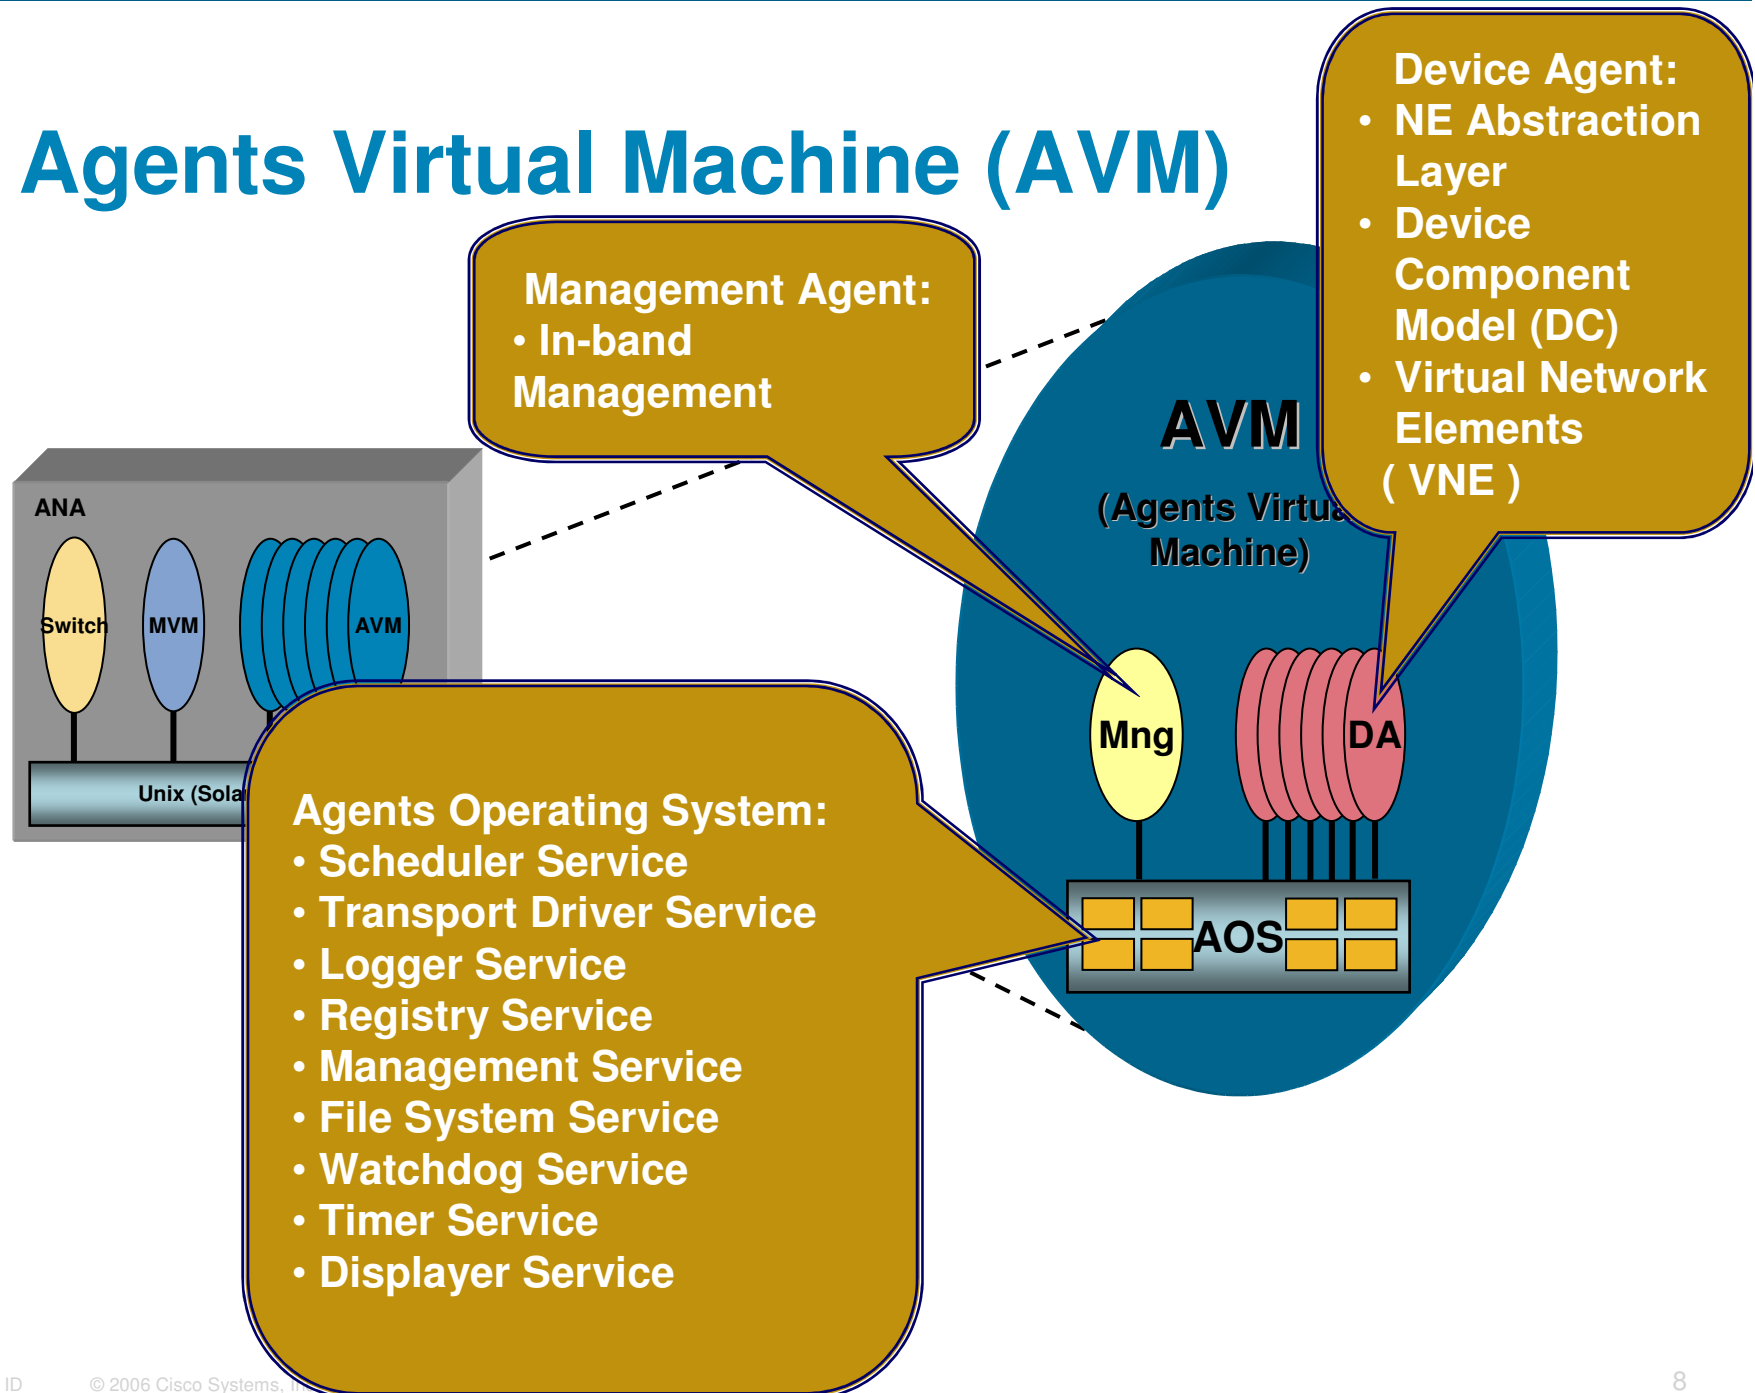 Agents Virtual Machine (AVM)
Device Agent:
• NE Abstraction
Layer
• Device
Component
Model (DC)
• Virtual Network
Elements
( VNE )
Management Agent:
• In-band
Management
AVM
(Agents
Machine)
ANA
Switch
MVM
AVM
Unix
Mng
DA
AOS
Agents Operating System:
• Scheduler Service
• Transport Driver Service
• Logger Service
• Registry Service
• Management Service
• File System Service
• Watchdog Service
• Timer Service
• Displayer Service
ID
© 2006 Cisco Systems,
8